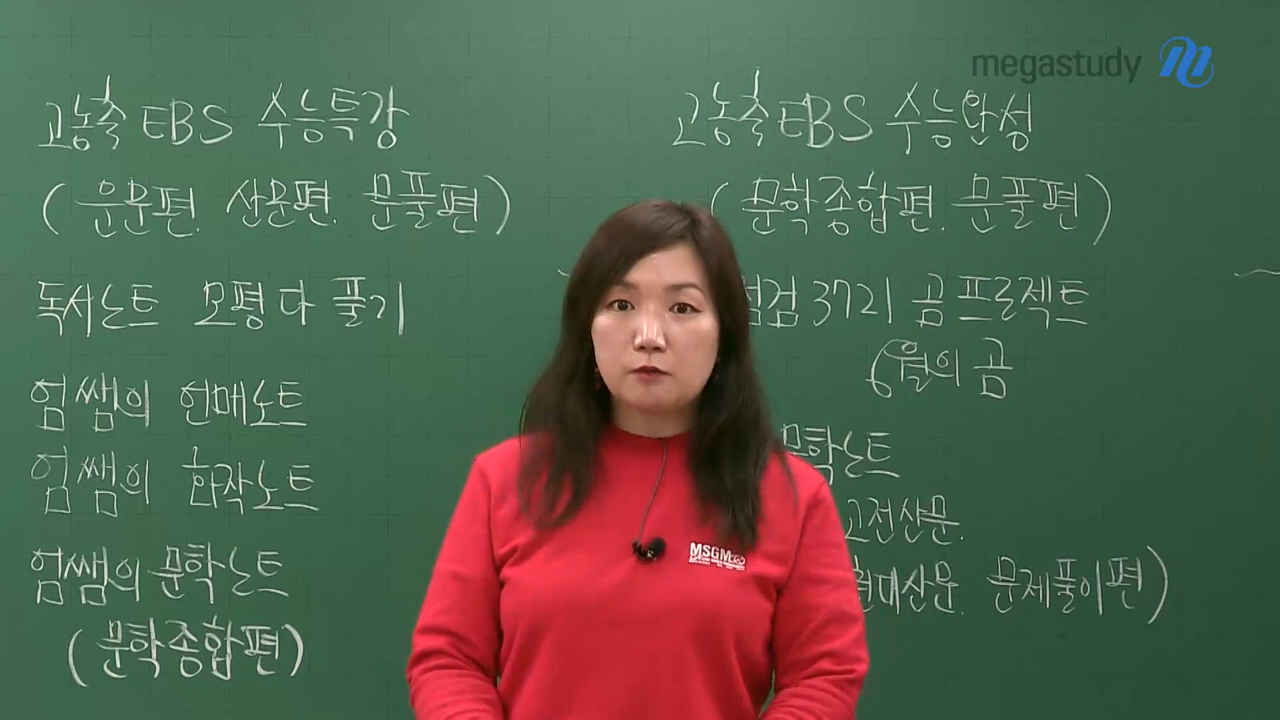 megastudy
고농축 EBS 수능특강
(운문편, 산문편, 문풀편)
독서노트 모평 다 풀기
엄쌤의 언매노트
엄쌤의 화작노트
엄쌤의 문학노트
(문학종합편)
고농축 EBS 수능완성
(문학종합편, 문풀편)
점검 3721 곰 프로젝트
6월의 곰
문학노트
고전산문,
현대산문, 문제풀이편)
MSGM